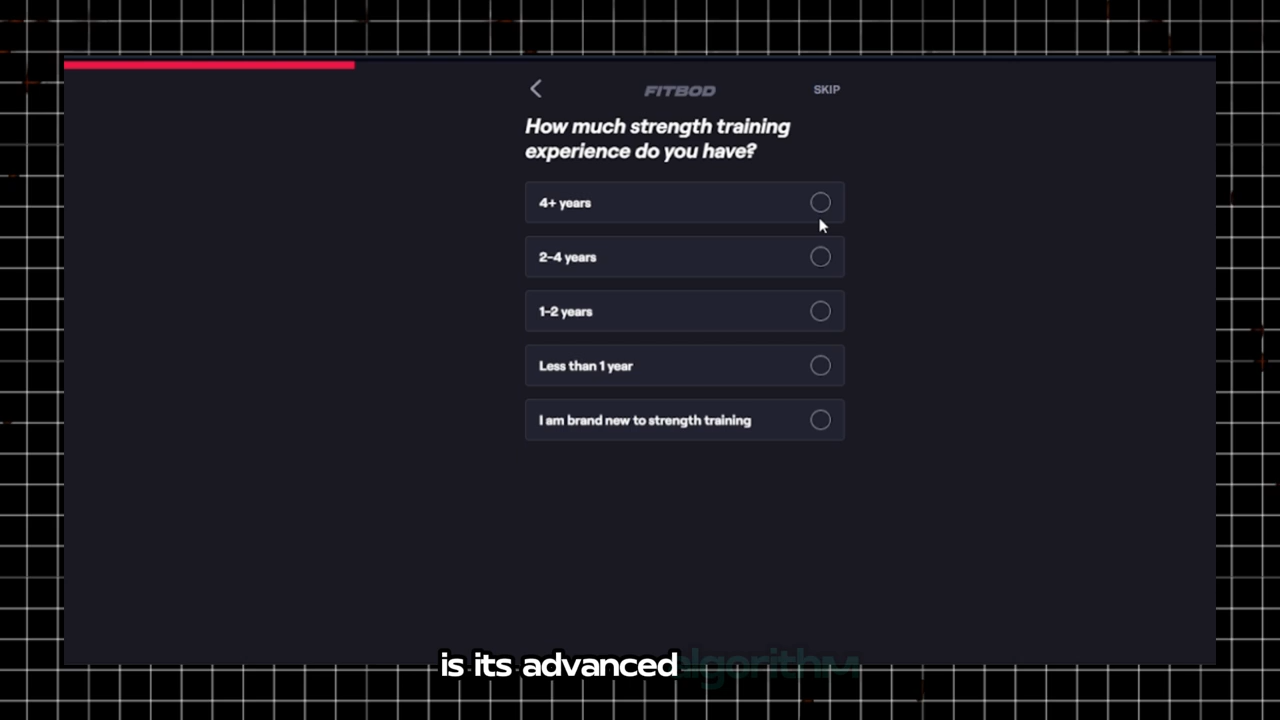 FITBOD
SKIP
How much strength training
experience do you have?
4+ years
2-4 years
1-2 years
Less than 1 year
I am brand new to strength training
is its advanced algorithm